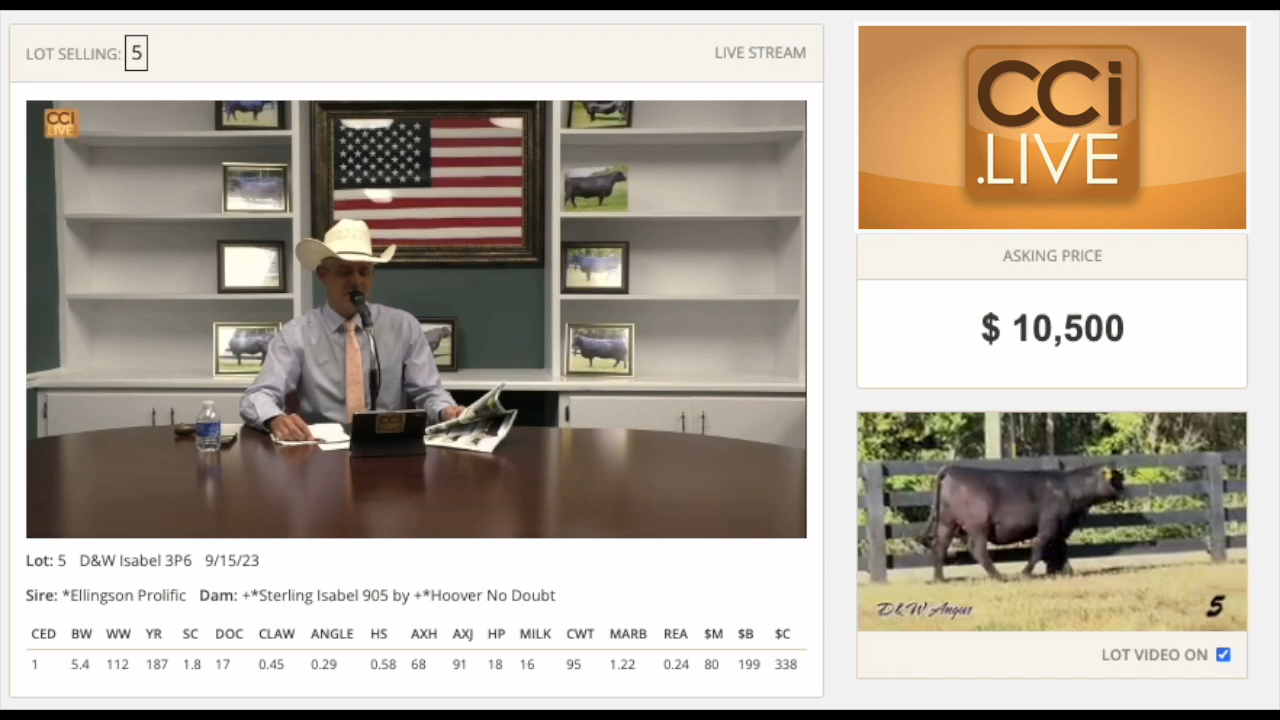 LOT SELLING: 5
LIVE STREAM
CCi
LIVE
CCi
.LIVE
ASKING PRICE
$ 10,500
Lot: 5 D&W Isabel 3P6 9/15/23
Sire: *Ellingson Prolific Dam: +*Sterling Isabel 905 by +*Hoover No Doubt
CED BW WW YR SC DOC CLAW ANGLE HS AXH AXJ HP MILK CWT MARB REA $M $B $C
1 5.4 112 187 1.8 17 0.45 0.29 0.58 68 91 18 16 95 1.22 0.24 80 199 338
D&W Angus 5
LOT VIDEO ON